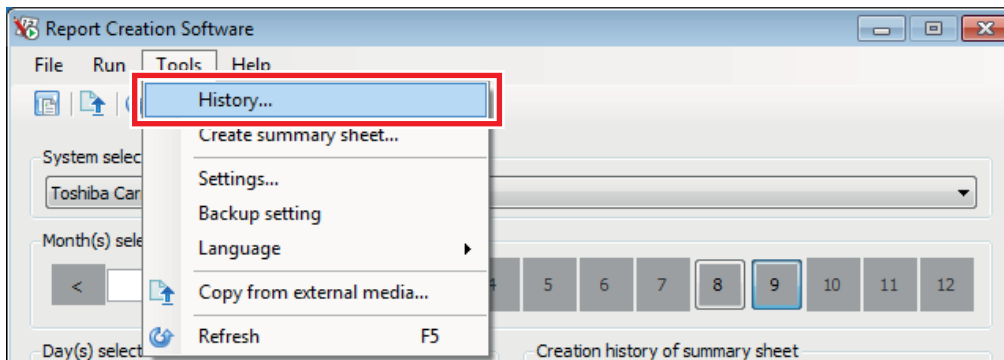 Report Creation Software
File Run Tools Help
History...
Create summary sheet...
System selec
Settings...
Toshiba Car
Backup setting
Month(s) sele
Language
< 4 5 6 7 8 9 10 11 12
Copy from external media...
Refresh F5
Day(s) select
Creation history of summary sheet